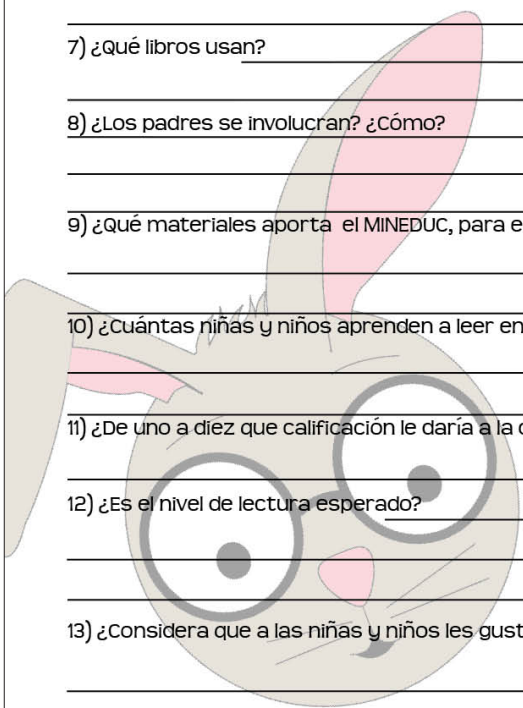 7) ¿Qué libros usan?
8) ¿Los padres se involucran? ¿Cómo?
9) ¿Qué materiales aporta el MINEDUC, para e
10) ¿Cuántas niñas y niños aprenden a leer en
11) ¿De uno a diez que calificación le daría a la
12) ¿Es el nivel de lectura esperado?
13) ¿Considera que a las niñas y niños les gust